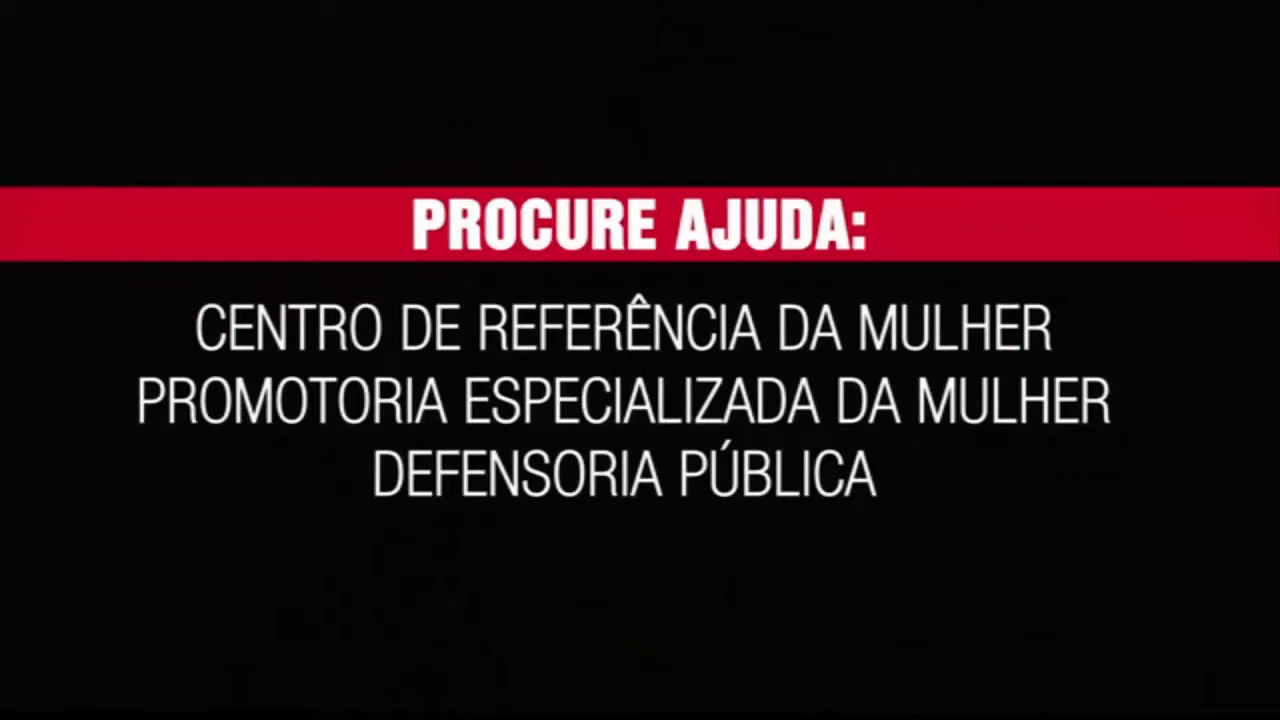 PROCURE AJUDA:
CENTRO DE REFERÊNCIA DA MULHER
PROMOTORIA ESPECIALIZADA DA MULHER
DEFENSORIA PÚBLICA